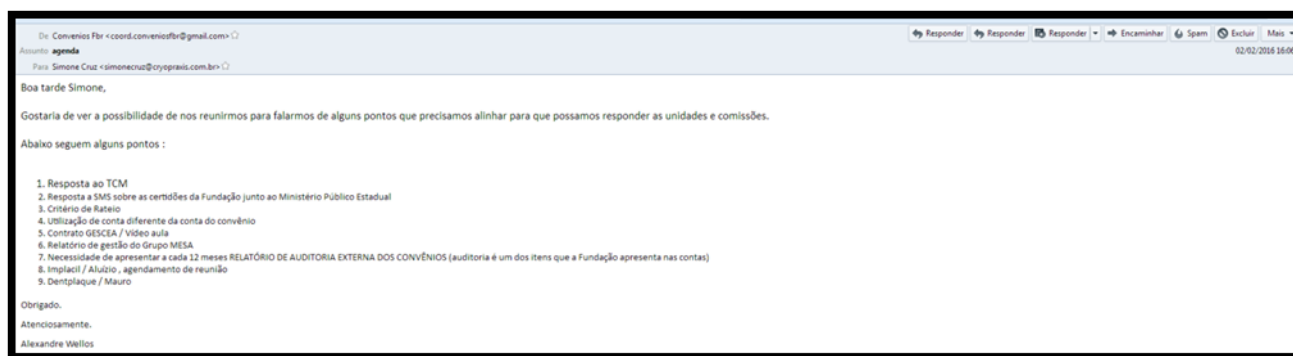 De Convenios Fbr <coord.conveniosfbr@gmail.com>
Responder Responder Responder Encaminhar Spam Excluir Mais
Assunto agenda
02/02/2016 16:06
Para Simone Cruz <simonecruz@cryopraxis.com.br>
Boa tarde Simone,
Gostaria de ver a possibilidade de nos reunirmos para falarmos de alguns pontos que precisamos alinhar para que possamos responder as unidades e comissões.
Abaixo seguem alguns pontos :
1. Resposta ao TCM
2. Resposta a SMS sobre as certidões da Fundação junto ao Ministério Público Estadual
3. Critério de Rateio
4. Utilização de conta diferente da conta do convênio
5. Contrato GESCEA / Vídeo aula
6. Relatório de gestão do Grupo MESA
7. Necessidade de apresentar a cada 12 meses RELATÓRIO DE AUDITORIA EXTERNA DOS CONVÊNIOS (auditoria é um dos itens que a Fundação apresenta nas contas)
8. Implacil / Aluízio , agendamento de reunião
9. Dentplaque / Mauro
Obrigado.
Atenciosamente.
Alexandre Wellos